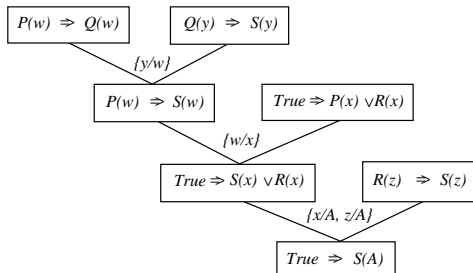 P(w) ⇒ Q(w) Q(y) ⇒ S(y)
{y/w}
P(w) ⇒ S(w) True ⇒ P(x) ∨R(x)
{w/x}
True ⇒ S(x) ∨R(x) R(z) ⇒ S(z)
{x/A, z/A}
True ⇒ S(A)